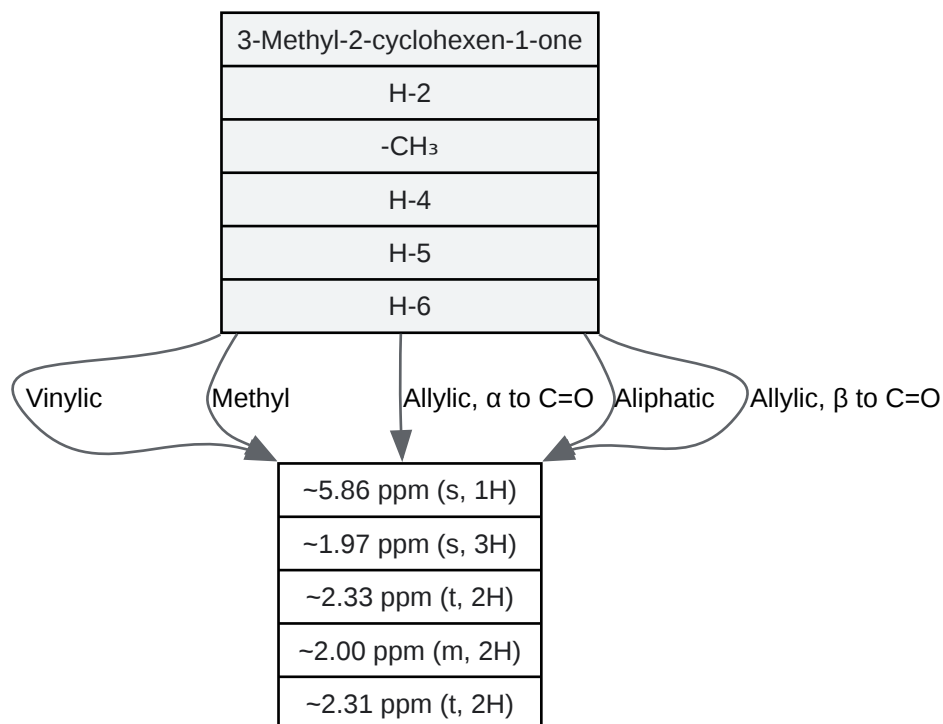 3-Methyl-2-cyclohexen-1-one
H-2
-CH₃
H-4
H-5
H-6
Vinylic
Methyl
Allylic, α to C=O
Aliphatic
Allylic, β to C=O
~5.86 ppm (s, 1H)
~1.97 ppm (s, 3H)
~2.33 ppm (t, 2H)
~2.00 ppm (m, 2H)
~2.31 ppm (t, 2H)